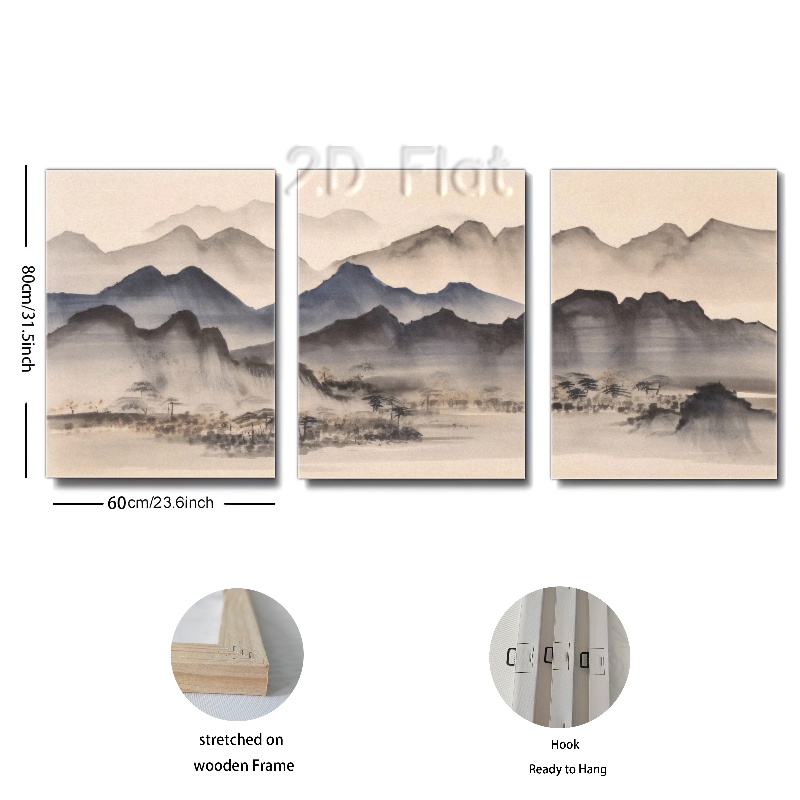 2D Flat
80cm/31.5inch
60cm/23.6inch
stretched on
wooden Frame
Hook
Ready to Hang